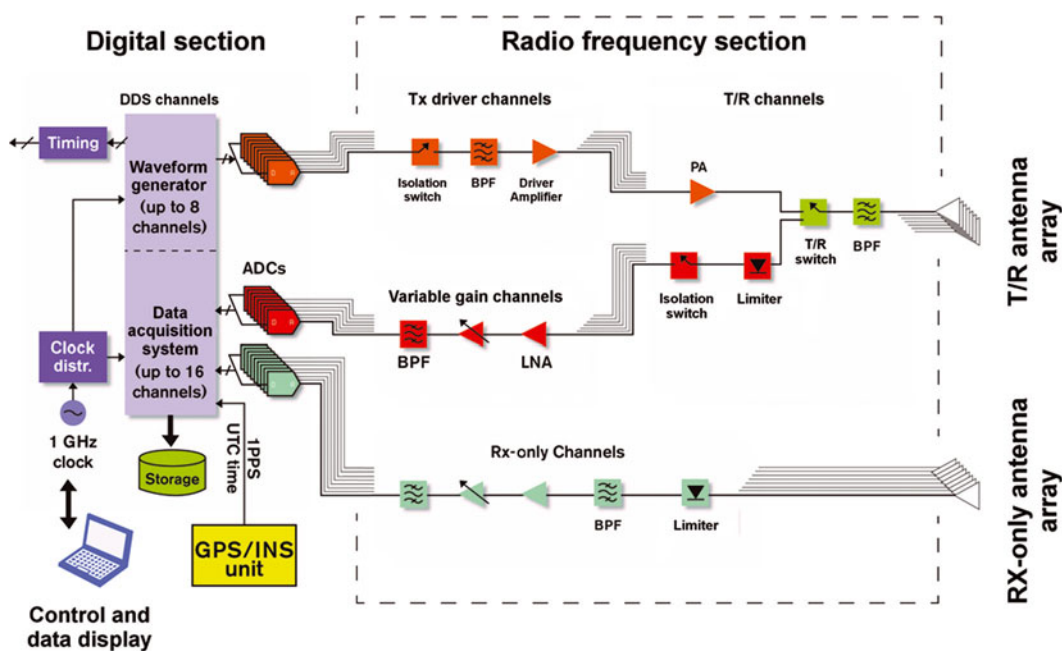 Digital section
Radio frequency section
DDS channels
Timing
Waveform
generator
(up to 8
channels)
Tx driver channels
Isolation
switch
BPF
Driver
Amplifier
T/R channels
PA
T/R
switch
BPF
T/R antenna
array
ADCs
Variable gain channels
BPF
LNA
Isolation
switch
Limiter
Data
acquisition
system
(up to 16
channels)
Clock
distr.
1 GHz
clock
Storage
1PPS
UTC time
GPS/INS
unit
Rx-only Channels
BPF
Limiter
RX-only antenna
array
Control and
data display